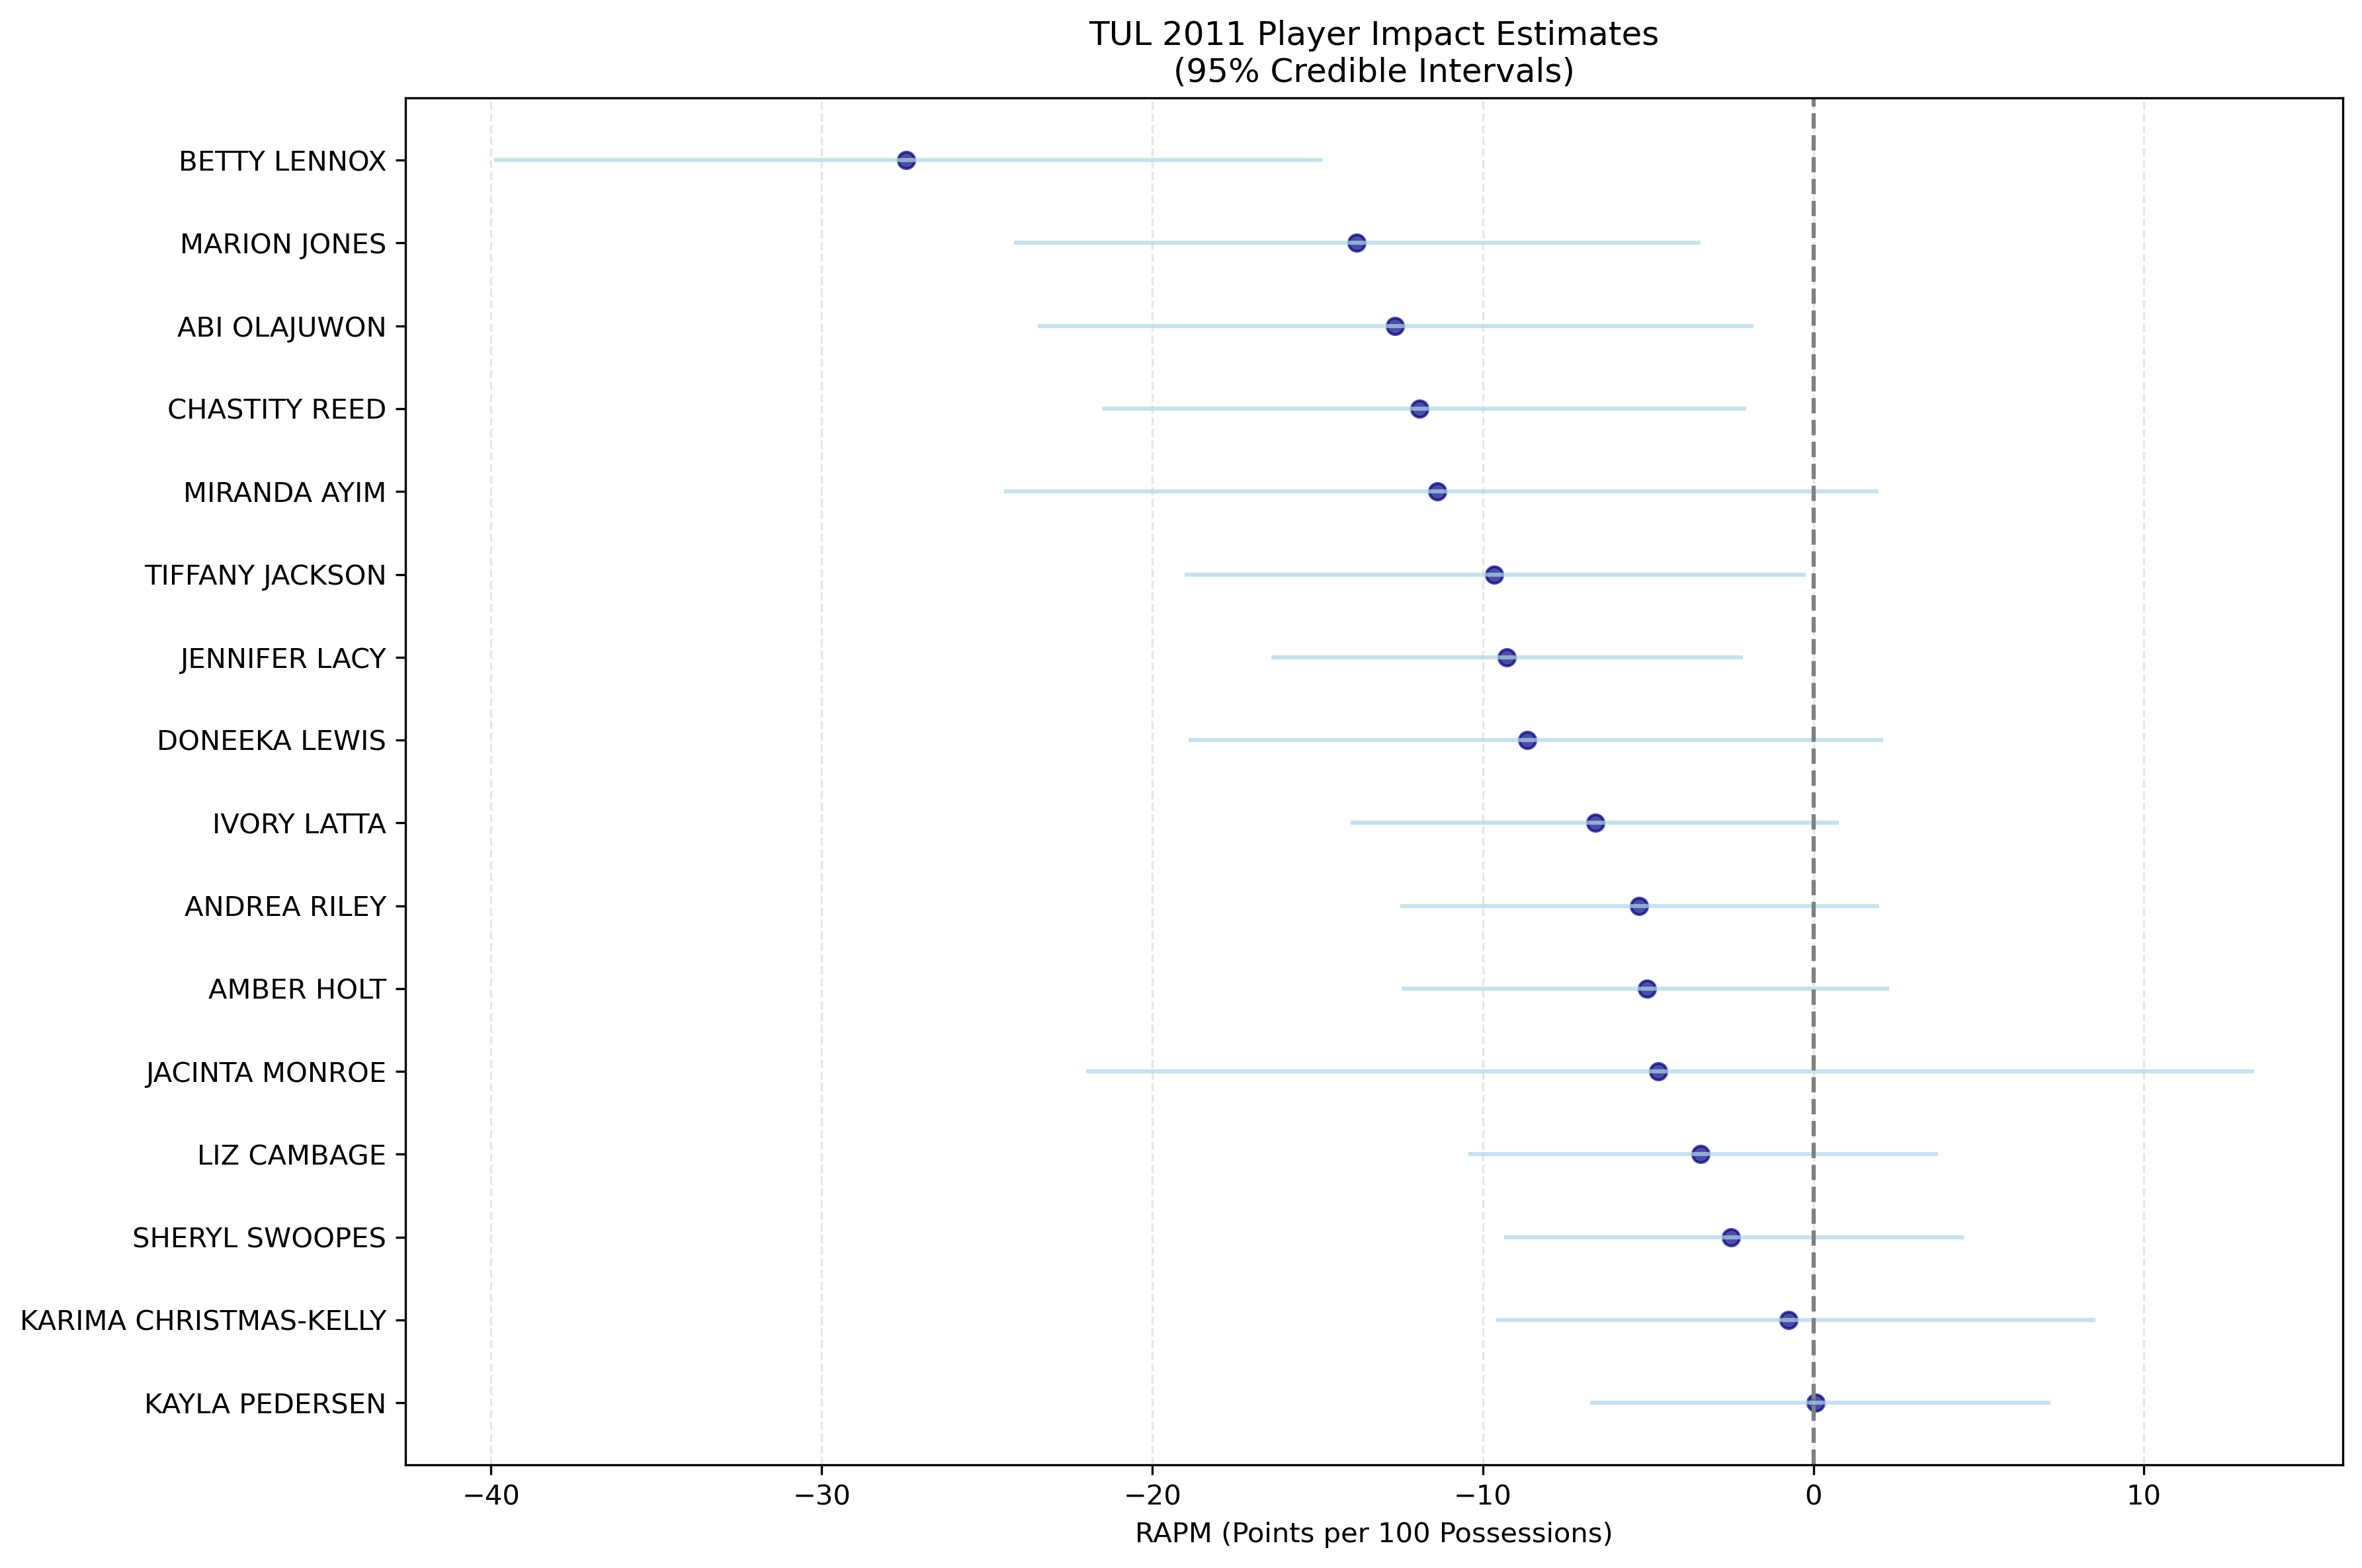 TUL 2011 Player Impact Estimates
(95% Credible Intervals)
BETTY LENNOX
MARION JONES
ABI OLAJUWON
CHASTITY REED
MIRANDA AYIM
TIFFANY JACKSON
JENNIFER LACY
DONEEKA LEWIS
IVORY LATTA
ANDREA RILEY
AMBER HOLT
JACINTA MONROE
LIZ CAMBAGE
SHERYL SWOOPES
KARIMA CHRISTMAS-KELLY
KAYLA PEDERSEN
−40 −30 −20 −10 0 10
RAPM (Points per 100 Possessions)